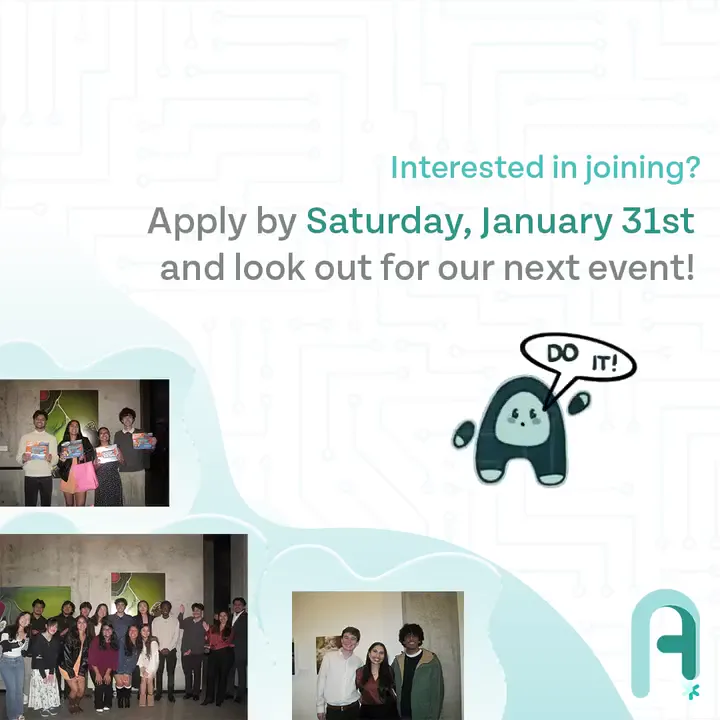 Interested in joining?
Apply by Saturday, January 31st
and look out for our next event!
DO IT!
A